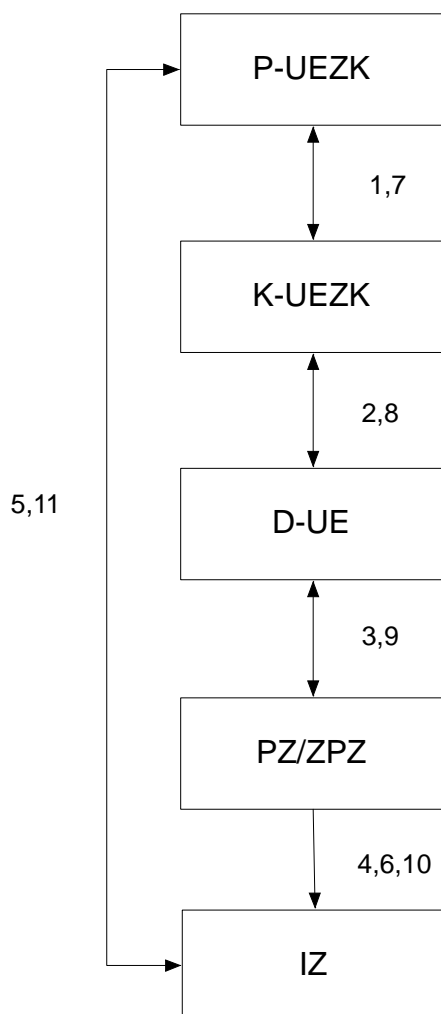 P-UEZK
1,7
K-UEZK
2,8
5,11
D-UE
3,9
PZ/ZPZ
4,6,10
IZ